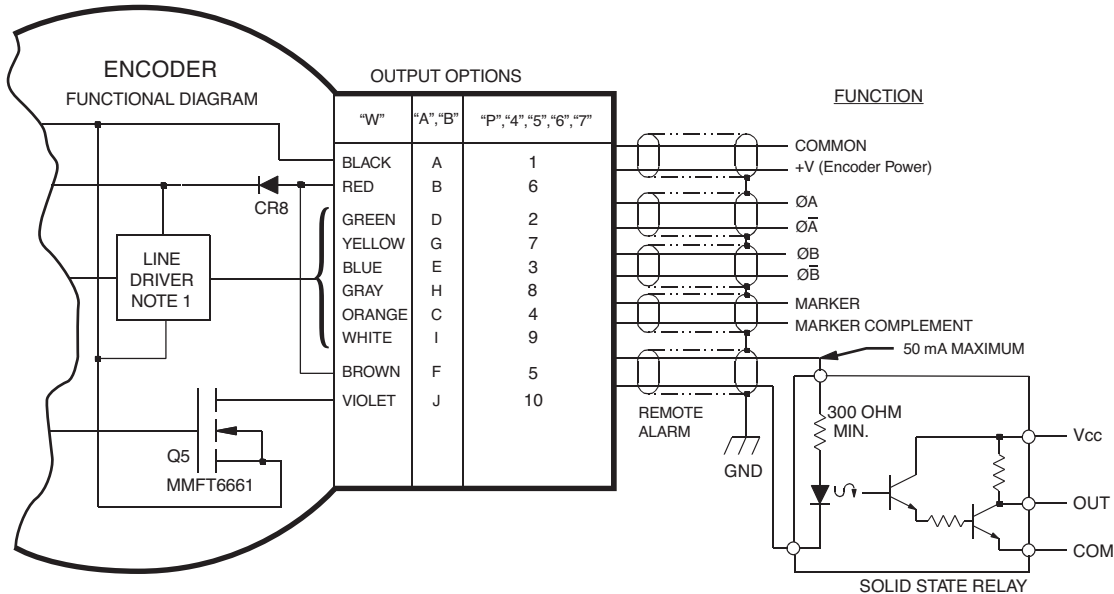 ENCODER
FUNCTIONAL DIAGRAM
OUTPUT OPTIONS
FUNCTION
"W" "A","B" "P","4","5","6","7"
BLACK A 1
RED B 6
GREEN D 2
YELLOW G 7
BLUE E 3
GRAY H 8
ORANGE C 4
WHITE I 9
BROWN F 5
VIOLET J 10
CR8
LINE
DRIVER
NOTE 1
Q5
MMFT6661
COMMON
+V (Encoder Power)
ØA
ØA̅
ØB
ØB̅
MARKER
MARKER COMPLEMENT
50 mA MAXIMUM
REMOTE
ALARM
GND
300 OHM
MIN.
Vcc
OUT
COM
SOLID STATE RELAY